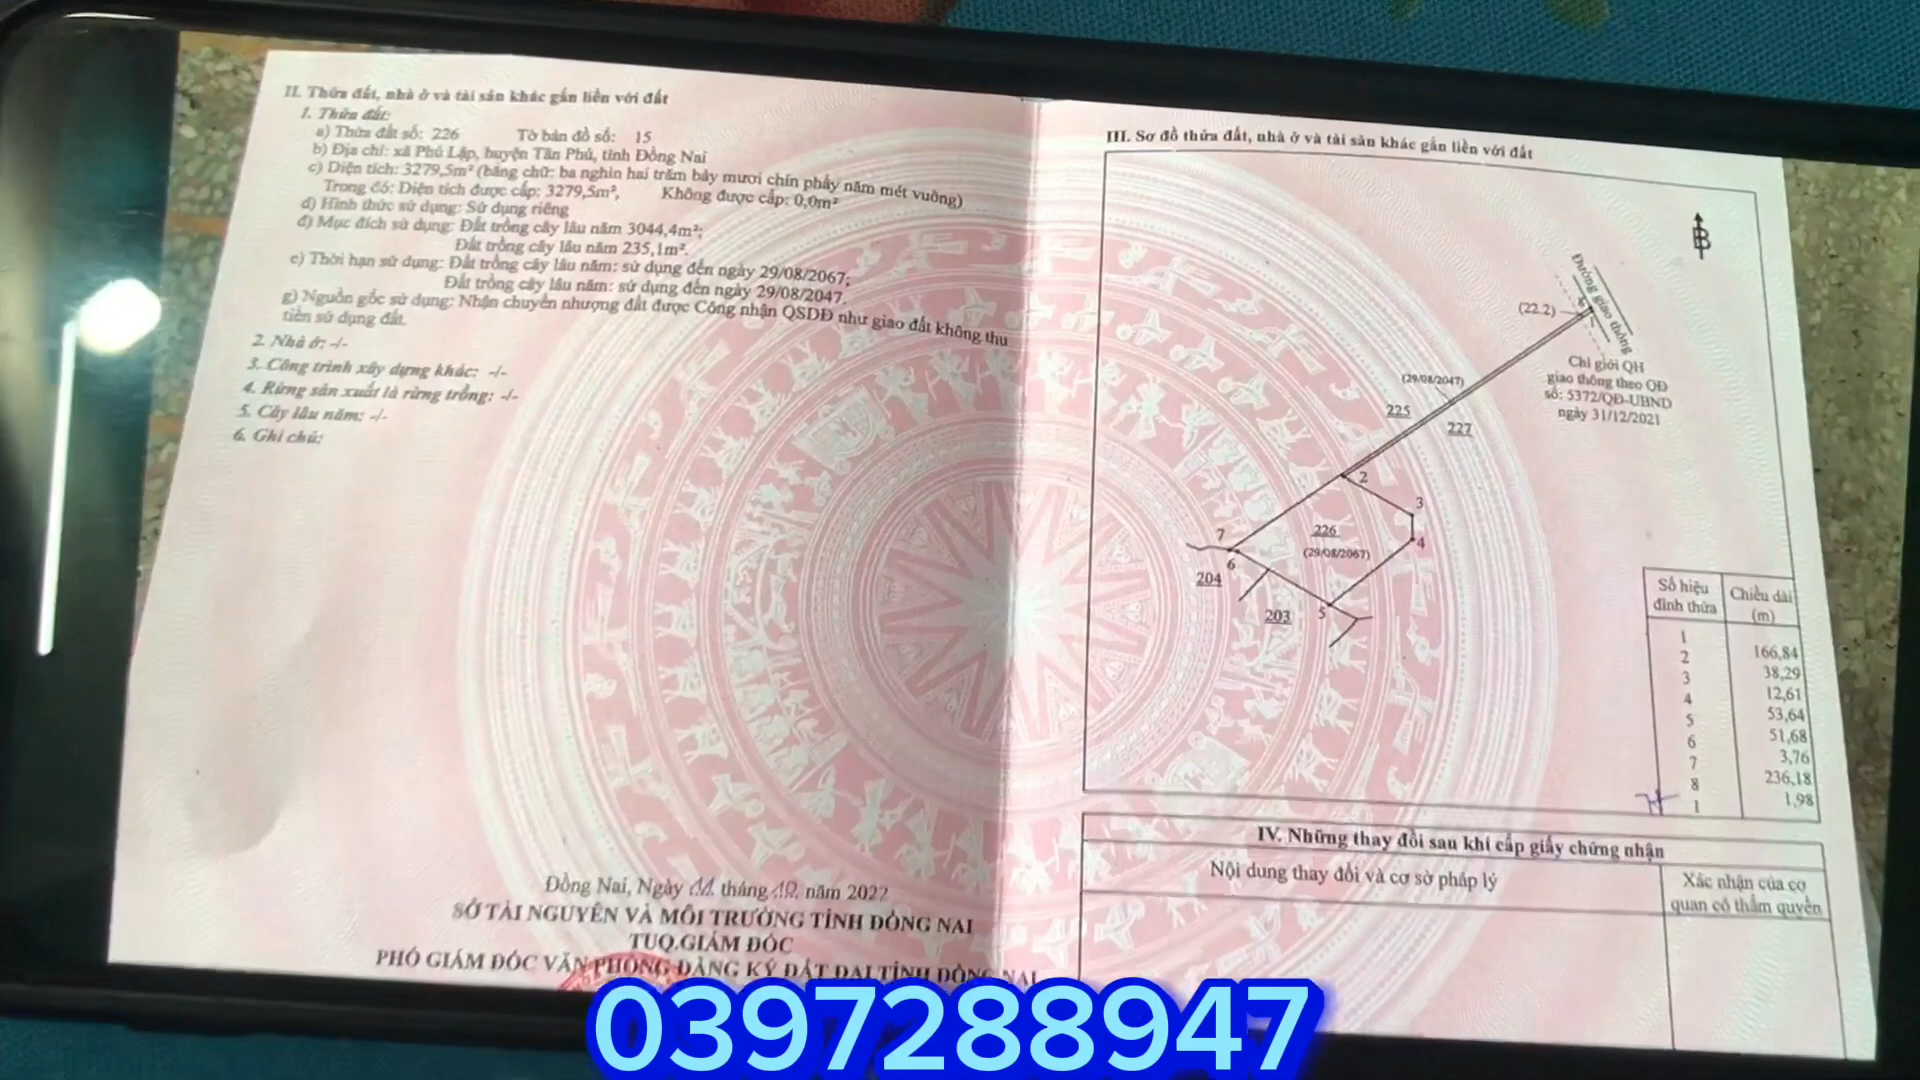 II. Thửa đất, nhà ở và tài sản khác gắn liền với đất
1. Thửa đất:
a) Thửa đất số: 226 Tờ bản đồ số: 15
b) Địa chỉ: xã Phú Lập, huyện Tân Phú, tỉnh Đồng Nai
c) Diện tích: 3279,5m² (bằng chữ: ba nghìn hai trăm bảy mươi chín phẩy năm mét vuông)
Trong đó: Diện tích được cấp: 3279,5m², Không được cấp: 0,0m²
d) Hình thức sử dụng: Sử dụng riêng
đ) Mục đích sử dụng: Đất trồng cây lâu năm 3044,4m²;
Đất trồng cây lâu năm 235,1m².
e) Thời hạn sử dụng: Đất trồng cây lâu năm: sử dụng đến ngày 29/08/2067;
Đất trồng cây lâu năm: sử dụng đến ngày 29/08/2047.
g) Nguồn gốc sử dụng: Nhận chuyển nhượng đất được Công nhận QSDĐ như giao đất không thu
tiền sử dụng đất.
2. Nhà ở: -/-
3. Công trình xây dựng khác: -/-
4. Rừng sản xuất là rừng trồng: -/-
5. Cây lâu năm: -/-
6. Ghi chú:
Đồng Nai, Ngày 11 tháng 10 năm 2022
SỞ TÀI NGUYÊN VÀ MÔI TRƯỜNG TỈNH ĐỒNG NAI
TUQ.GIÁM ĐỐC
PHÓ GIÁM ĐỐC VĂN PHÒNG ĐĂNG KÝ ĐẤT ĐAI TỈNH ĐỒNG NAI
III. Sơ đồ thửa đất, nhà ở và tài sản khác gắn liền với đất
B
Đường giao thông
(22.2)
Chỉ giới QH
giao thông theo QĐ
số: 5372/QĐ-UBND
ngày 31/12/2021
(29/08/2047)
225
227
2
3
226
4
7
(29/08/2067)
6
204
203
5
Số hiệu đỉnh thửa Chiều dài (m)
1
2 166,84
3 38,29
4 12,61
5 53,64
6 51,68
7 3,76
8 236,18
1 1,98
IV. Những thay đổi sau khi cấp giấy chứng nhận
Nội dung thay đổi và cơ sở pháp lý
Xác nhận của cơ
quan có thẩm quyền
0397288947